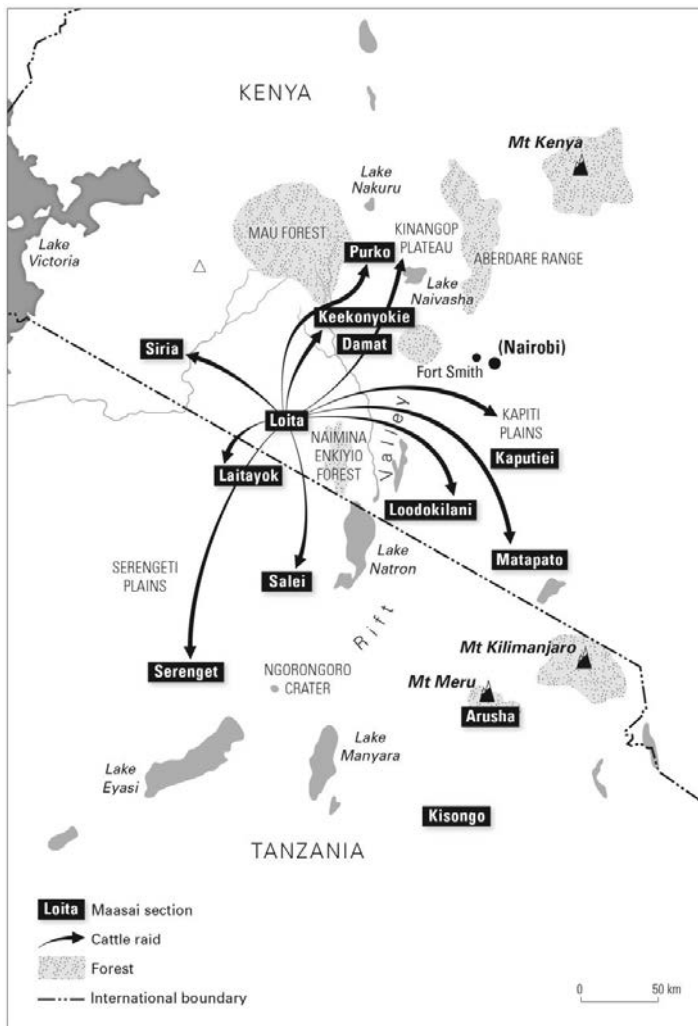 KENYA
Mt Kenya
Lake
Nakuru
MAU FOREST
KINANGOP
PLATEAU
Lake
Victoria
Purko
ABERDARE RANGE
Lake
Naivasha
Keekonyokie
Siria
Damat
(Nairobi)
Fort Smith
Loita
KAPITI
PLAINS
NAIMINA
ENKIYIO
FOREST
Valley
Kaputiei
Laitayok
Loodokilani
Lake
Natron
Matapato
SERENGETI
PLAINS
Salei
Rift
Mt Kilimanjaro
Serenget
NGORONGORO
CRATER
Mt Meru
Arusha
Lake
Manyara
Lake
Eyasi
Kisongo
TANZANIA
Loita Maasai section
Cattle raid
Forest
International boundary
0 50 km